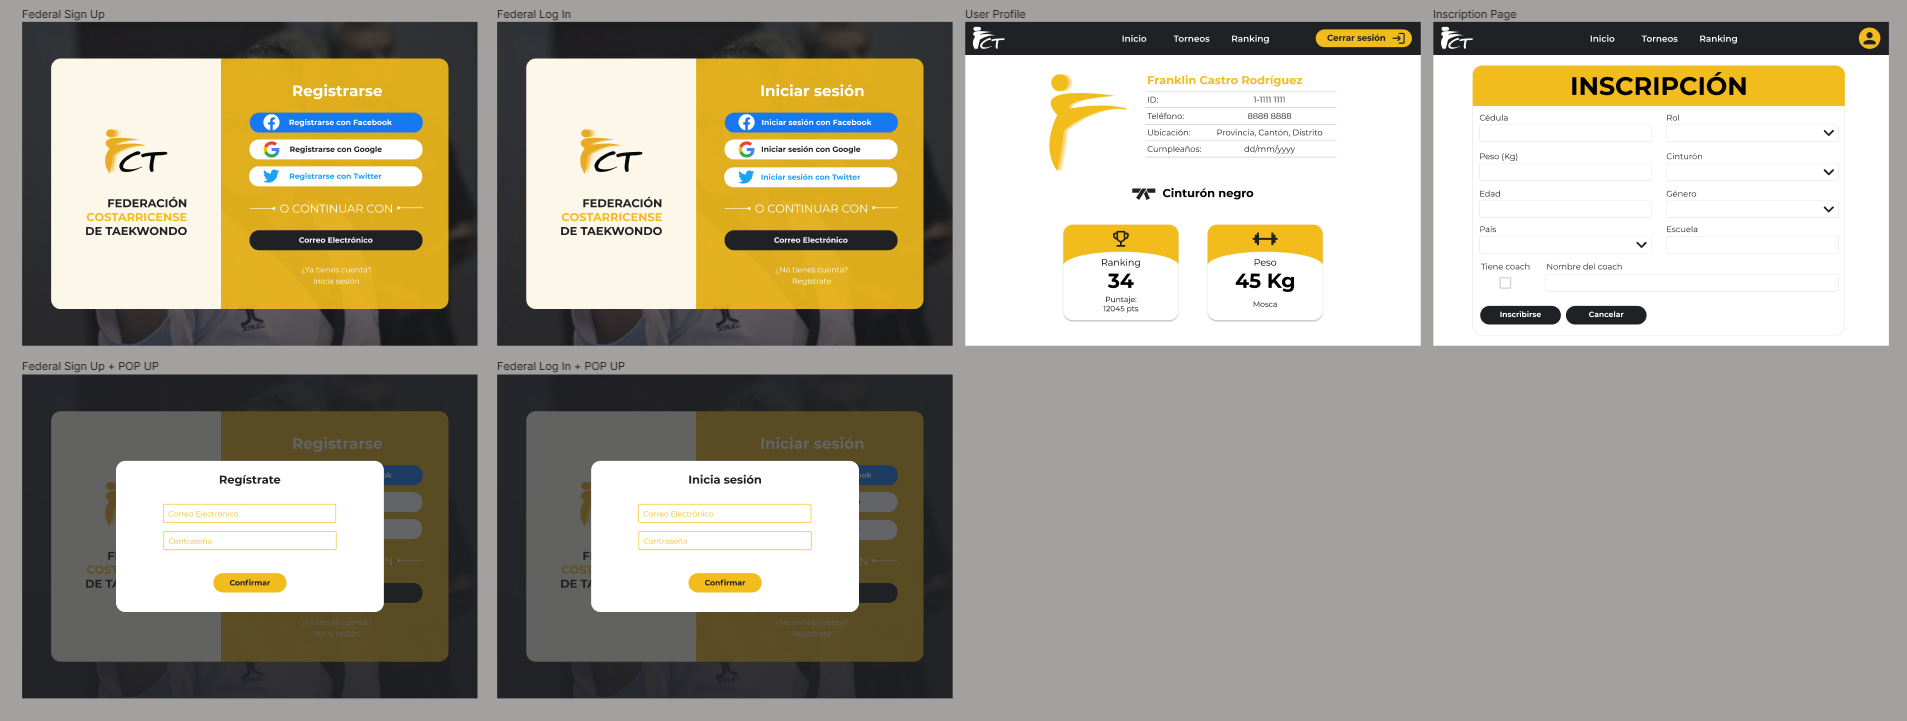 Federal Sign Up
FCT
FEDERACIÓN
COSTARRICENSE
DE TAEKWONDO
Registrarse
Registrarse con Facebook
Registrarse con Google
Registrarse con Twitter
O CONTINUAR CON
Correo Electrónico
¿Ya tienes cuenta?
Inicia sesión
Federal Log In
FCT
FEDERACIÓN
COSTARRICENSE
DE TAEKWONDO
Iniciar sesión
Iniciar sesión con Facebook
Iniciar sesión con Google
Iniciar sesión con Twitter
O CONTINUAR CON
Correo Electrónico
¿No tienes cuenta?
Regístrate
User Profile
FCT
Inicio Torneos Ranking
Cerrar sesión
Franklin Castro Rodríguez
ID: 1-1111 1111
Teléfono: 8888 8888
Ubicación: Provincia, Cantón, Distrito
Cumpleaños: dd/mm/yyyy
Cinturón negro
Ranking
34
Puntaje:
12045 pts
Peso
45 Kg
Mosca
Inscription Page
FCT
Inicio Torneos Ranking
INSCRIPCIÓN
Cédula Rol
Peso (Kg) Cinturón
Edad Género
País Escuela
Tiene coach Nombre del coach
Inscribirse Cancelar
Federal Sign Up + POP UP
Registrarse
Regístrate
Correo Electrónico
Contraseña
Confirmar
DE TA
¿Ya tienes cuenta?
Inicia sesión
Federal Log In + POP UP
Iniciar sesión
Inicia sesión
Correo Electrónico
Contraseña
Confirmar
DE TA
¿No tienes cuenta?
Regístrate